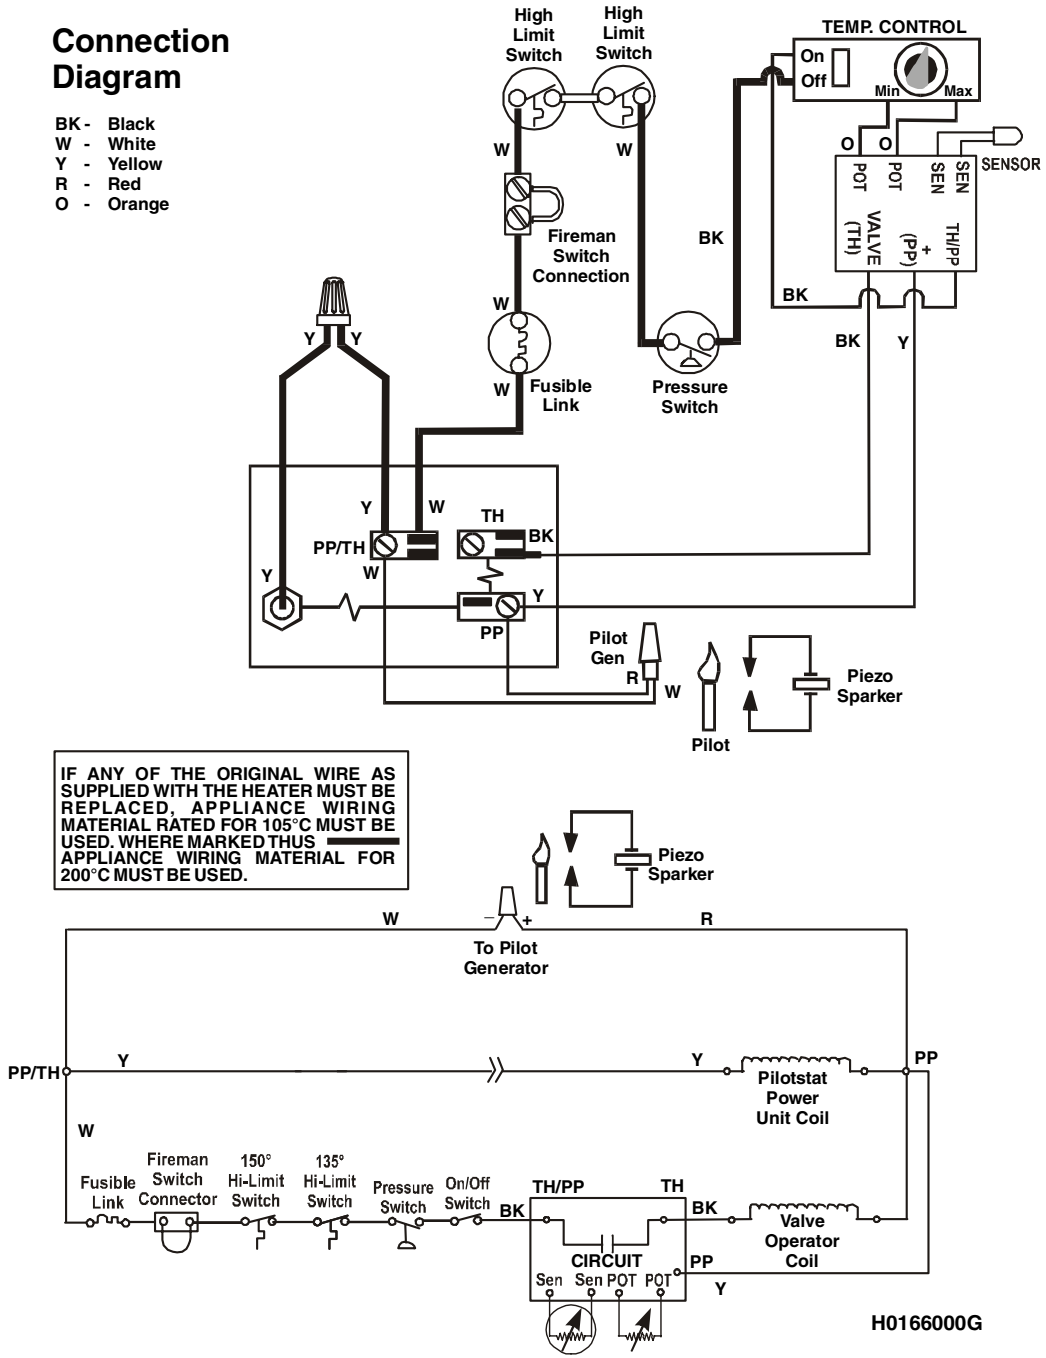 Connection
Diagram
BK - Black
W - White
Y - Yellow
R - Red
O - Orange
High
Limit
Switch
High
Limit
Switch
TEMP. CONTROL
On
Off
Min
Max
W
W
O
O
POT
POT
SEN
SEN
SENSOR
VALVE
(TH)
+
(PP)
TH/PP
Fireman
Switch
Connection
BK
BK
W
BK
Y
Y
Y
W
Fusible
Link
Pressure
Switch
Y
W
TH
BK
PP/TH
W
Y
Y
PP
Pilot
Gen
R
W
Pilot
Piezo
Sparker
IF ANY OF THE ORIGINAL WIRE AS
SUPPLIED WITH THE HEATER MUST BE
REPLACED, APPLIANCE WIRING
MATERIAL RATED FOR 105°C MUST BE
USED. WHERE MARKED THUS
APPLIANCE WIRING MATERIAL FOR
200°C MUST BE USED.
Piezo
Sparker
W
–
+
R
To Pilot
Generator
PP/TH
Y
Y
PP
Pilotstat
Power
Unit Coil
W
Fusible
Link
Fireman
Switch
Connector
150°
Hi-Limit
Switch
135°
Hi-Limit
Switch
Pressure
Switch
On/Off
Switch
BK
TH/PP
TH
BK
Valve
Operator
Coil
CIRCUIT
PP
Y
Sen
Sen
POT
POT
H0166000G